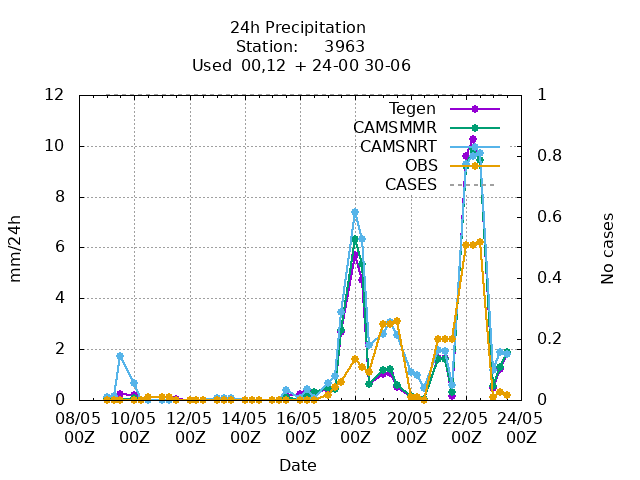 24h Precipitation
Station: 3963
Used 00,12 + 24-00 30-06
12 1
Tegen
CAMSMMR
10
CAMSNRT
0.8
OBS
8 CASES
0.6
6
mm/24h No cases
0.4
4
0.2
2
0 0
08/05 10/05 12/05 14/05 16/05 18/05 20/05 22/05 24/05
00Z 00Z 00Z 00Z 00Z 00Z 00Z 00Z 00Z
Date